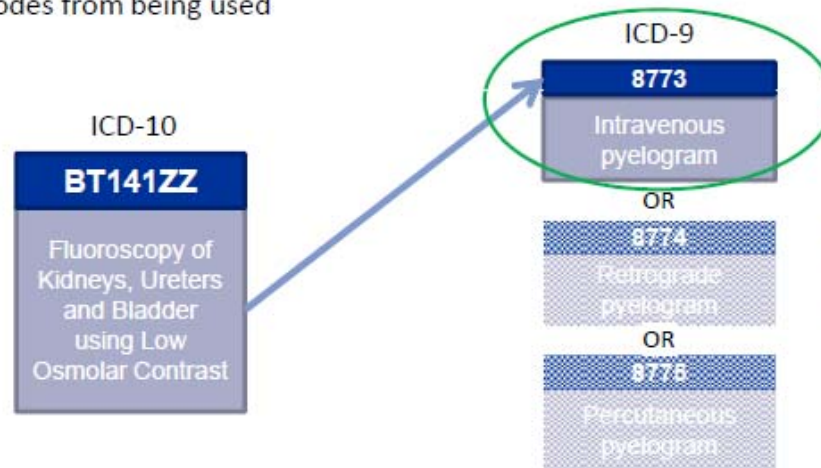 odes from being used
ICD-10
BT141ZZ
Fluoroscopy of
Kidneys, Ureters
and Bladder
using Low
Osmolar Contrast
ICD-9
8773
Intravenous
pyelogram
OR
8774
Retrograde
pyelogram
OR
8775
Percutaneous
pyelogram